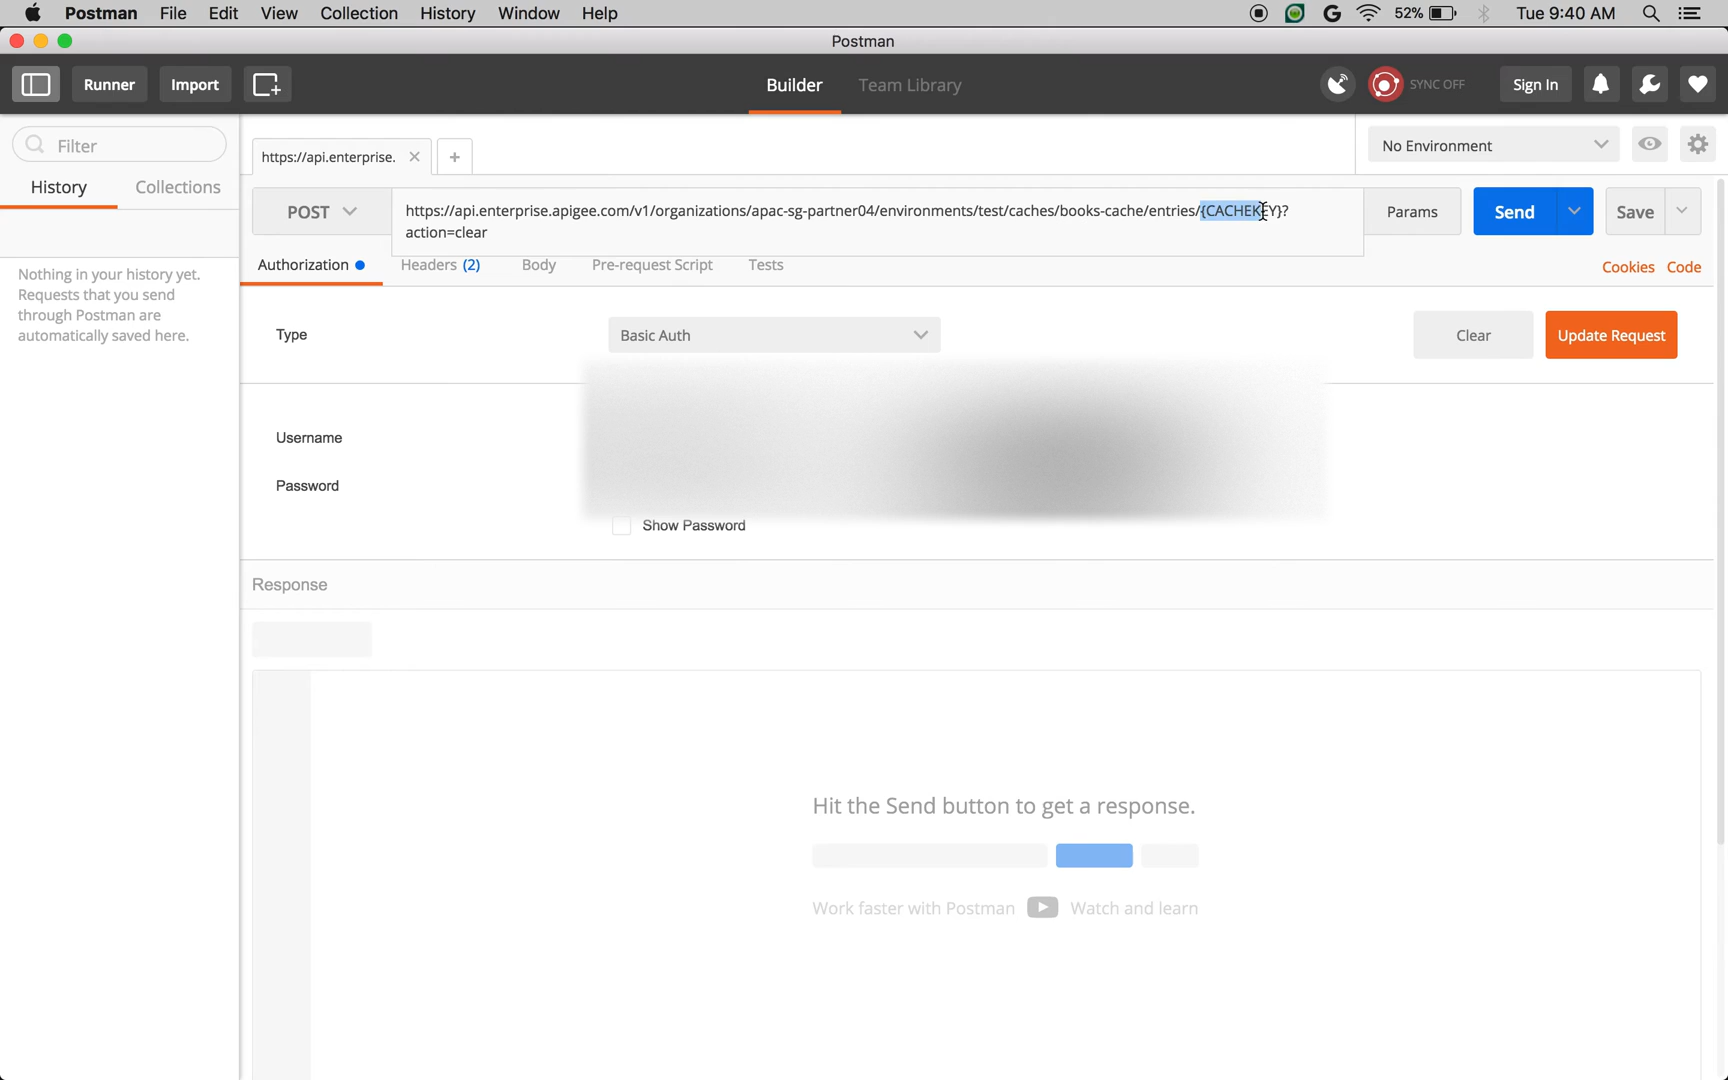 Postman File Edit View Collection History Window Help 52% Tue 9:40 AM
Postman
Runner Import Builder Team Library SYNC OFF Sign In
Filter
https://api.enterprise. No Environment
History Collections
POST https://api.enterprise.apigee.com/v1/organizations/apac-sg-partner04/environments/test/caches/books-cache/entries/{CACHEKEY}? Params Send Save
action=clear
Authorization Headers (2) Body Pre-request Script Tests Cookies Code
Nothing in your history yet.
Requests that you send
through Postman are
automatically saved here.
Type Basic Auth Clear Update Request
Username
Password
Show Password
Response
Hit the Send button to get a response.
Work faster with Postman Watch and learn